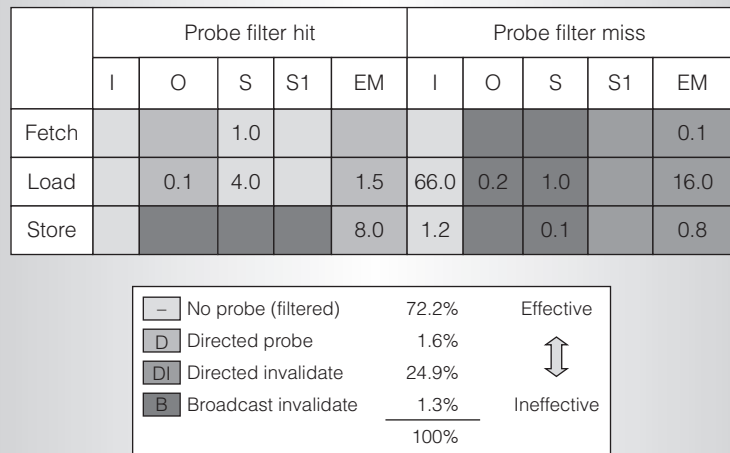 Probe filter hit Probe filter miss
I O S S1 EM I O S S1 EM
Fetch 1.0 0.1
Load 0.1 4.0 1.5 66.0 0.2 1.0 16.0
Store 8.0 1.2 0.1 0.8
– No probe (filtered) 72.2% Effective
D Directed probe 1.6%
DI Directed invalidate 24.9%
B Broadcast invalidate 1.3% Ineffective
100%